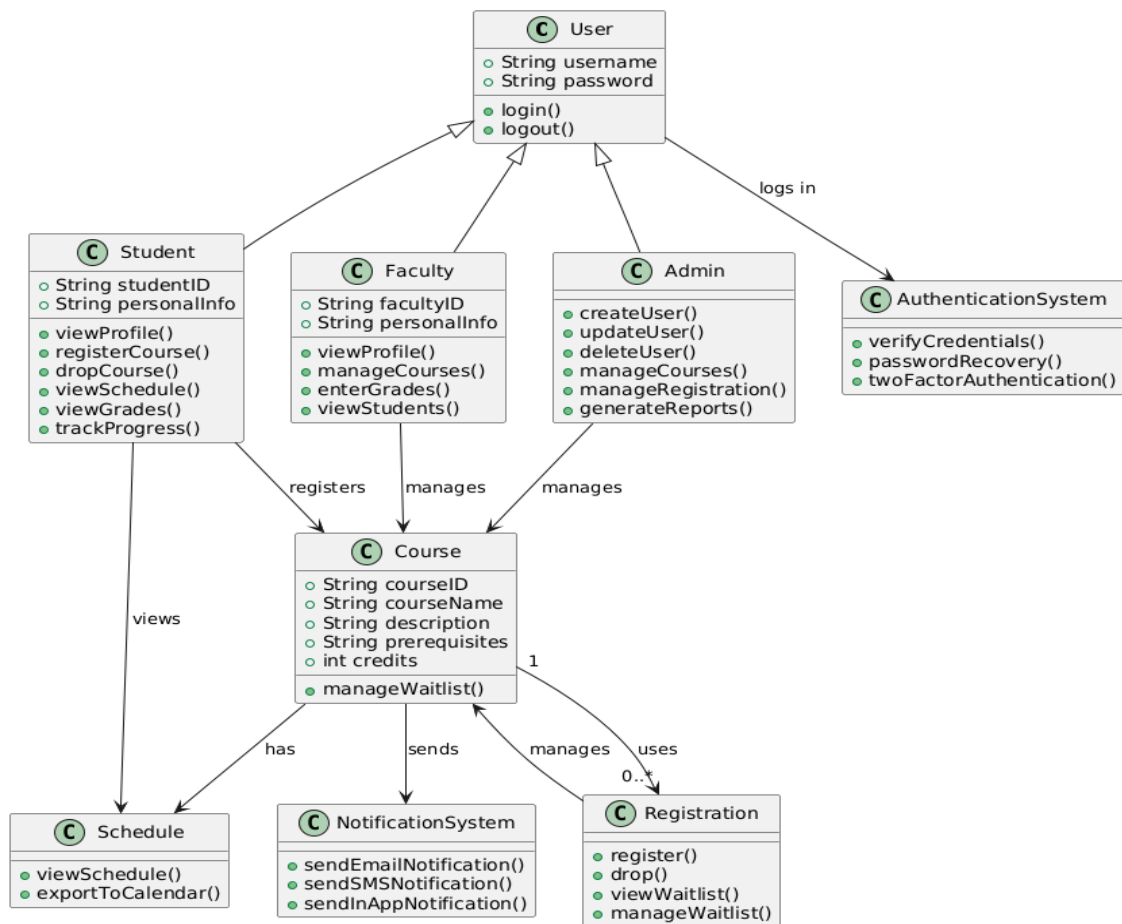 C User
String username
String password
login()
logout()
logs in
C Student
String studentID
String personalInfo
viewProfile()
registerCourse()
dropCourse()
viewSchedule()
viewGrades()
trackProgress()
C Faculty
String facultyID
String personalInfo
viewProfile()
manageCourses()
enterGrades()
viewStudents()
C Admin
createUser()
updateUser()
deleteUser()
manageCourses()
manageRegistration()
generateReports()
C AuthenticationSystem
verifyCredentials()
passwordRecovery()
twoFactorAuthentication()
registers
manages
manages
C Course
String courseID
String courseName
String description
String prerequisites
int credits
manageWaitlist()
views
1
has
sends
manages
uses
0..*
C Schedule
viewSchedule()
exportToCalendar()
C NotificationSystem
sendEmailNotification()
sendSMSNotification()
sendInAppNotification()
C Registration
register()
drop()
viewWaitlist()
manageWaitlist()